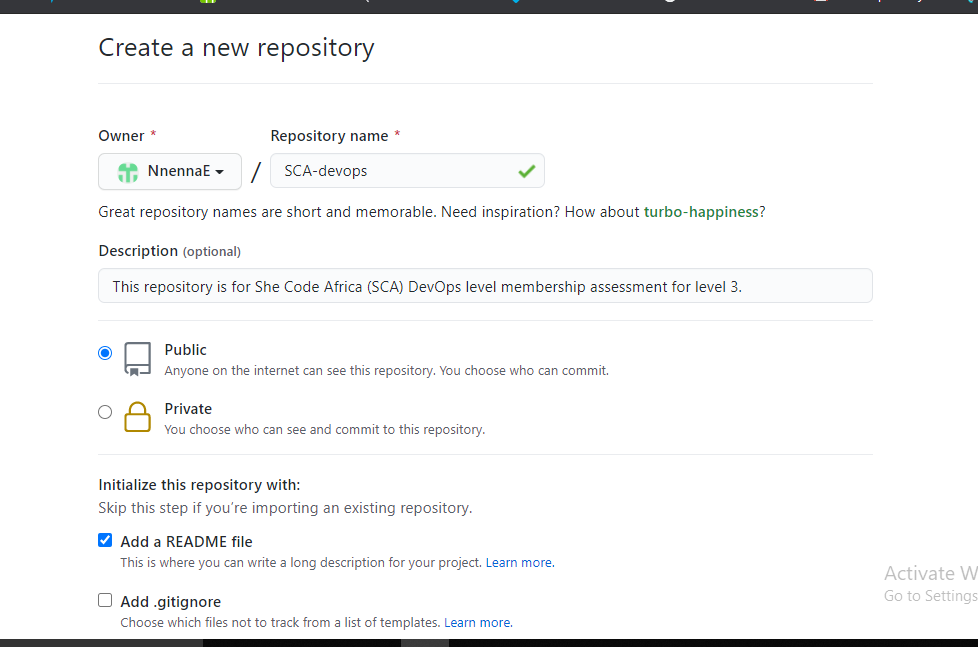 Create a new repository
Owner * Repository name *
NnennaE / SCA-devops
Great repository names are short and memorable. Need inspiration? How about turbo-happiness?
Description (optional)
This repository is for She Code Africa (SCA) DevOps level membership assessment for level 3.
Public
Anyone on the internet can see this repository. You choose who can commit.
Private
You choose who can see and commit to this repository.
Initialize this repository with:
Skip this step if you’re importing an existing repository.
Add a README file
This is where you can write a long description for your project. Learn more.
Activate W
Go to Settings
Add .gitignore
Choose which files not to track from a list of templates. Learn more.